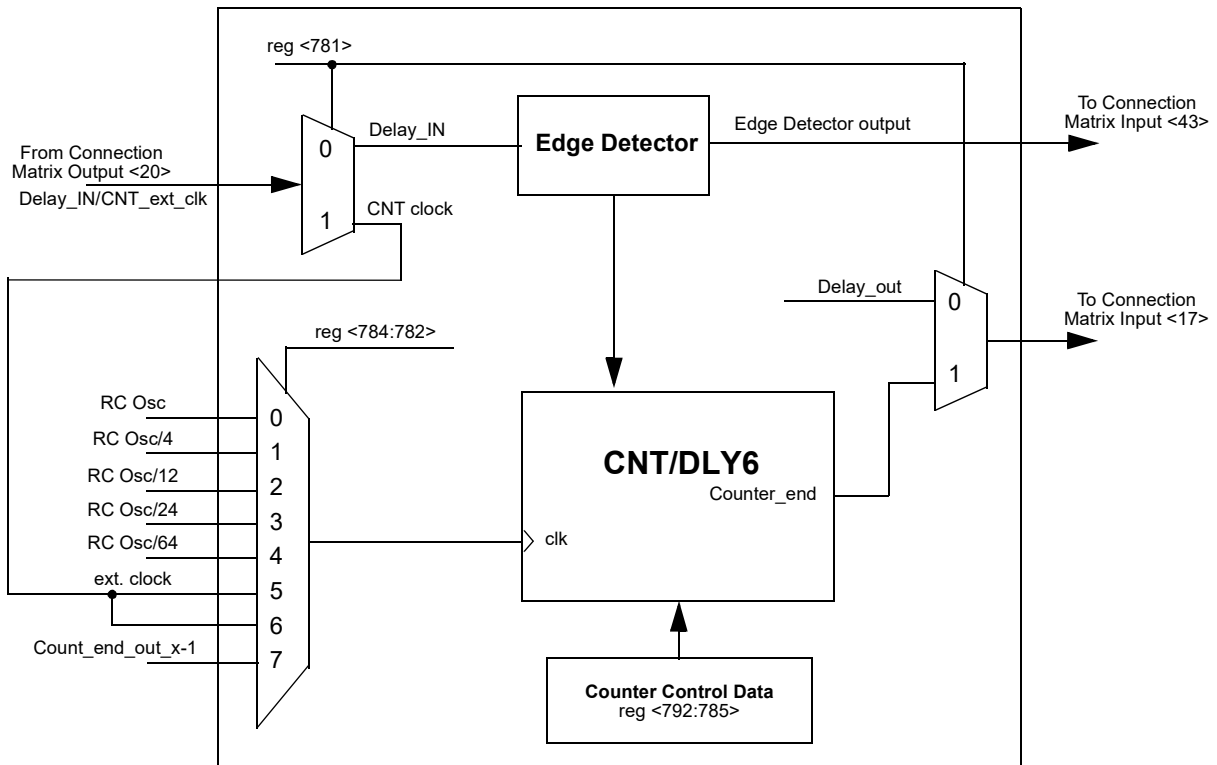 reg <781>
To Connection
Matrix Input <43>
Edge Detector output
Delay_IN
Edge Detector
0
From Connection
Matrix Output <20>
Delay_IN/CNT_ext_clk
CNT clock
1
Delay_out
0
To Connection
Matrix Input <17>
reg <784:782>
1
RC Osc
0
RC Osc/4
1
RC Osc/12
2
RC Osc/24
3
RC Osc/64
4
ext. clock
5
6
Count_end_out_x-1
7
CNT/DLY6
Counter_end
clk
Counter Control Data
reg <792:785>